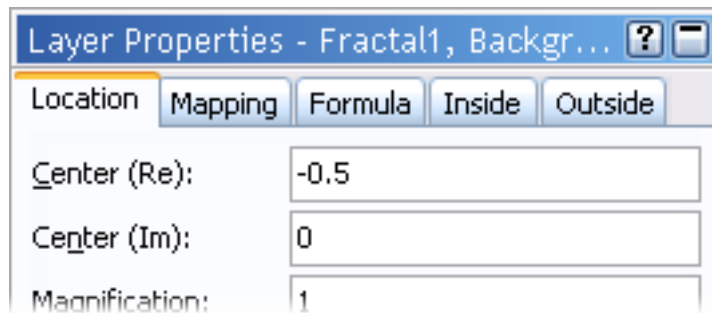 Layer Properties - Fractal1, Backgr... ?
Location Mapping Formula Inside Outside
Center (Re): -0.5
Center (Im): 0
Magnification: 1